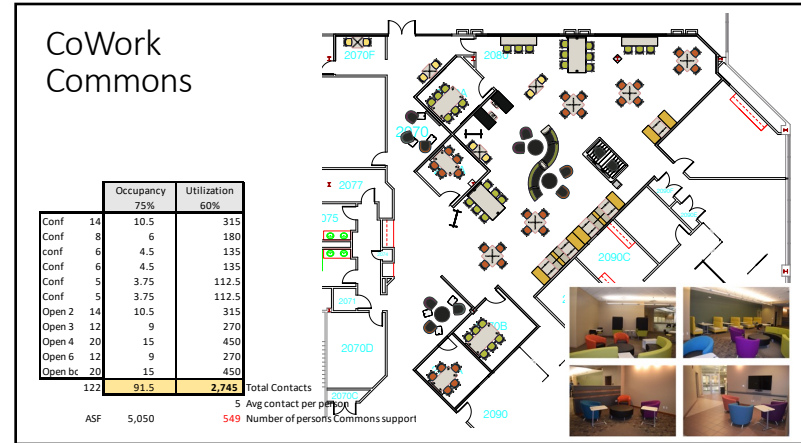 CoWork
Commons
Occupancy Utilization
75% 60%
Conf 14 10.5 315
Conf 8 6 180
conf 6 4.5 135
Conf 6 4.5 135
Conf 5 3.75 112.5
Conf 5 3.75 112.5
Open 2 14 10.5 315
Open 3 12 9 270
Open 4 20 15 450
Open 6 12 9 270
Open bc 20 15 450
122 91.5 2,745 Total Contacts
5 Avg contact per person
ASF 5,050 549 Number of persons Commons support
2070F
2080
2070
2077
2071
2090C
2070D
2070C
2090